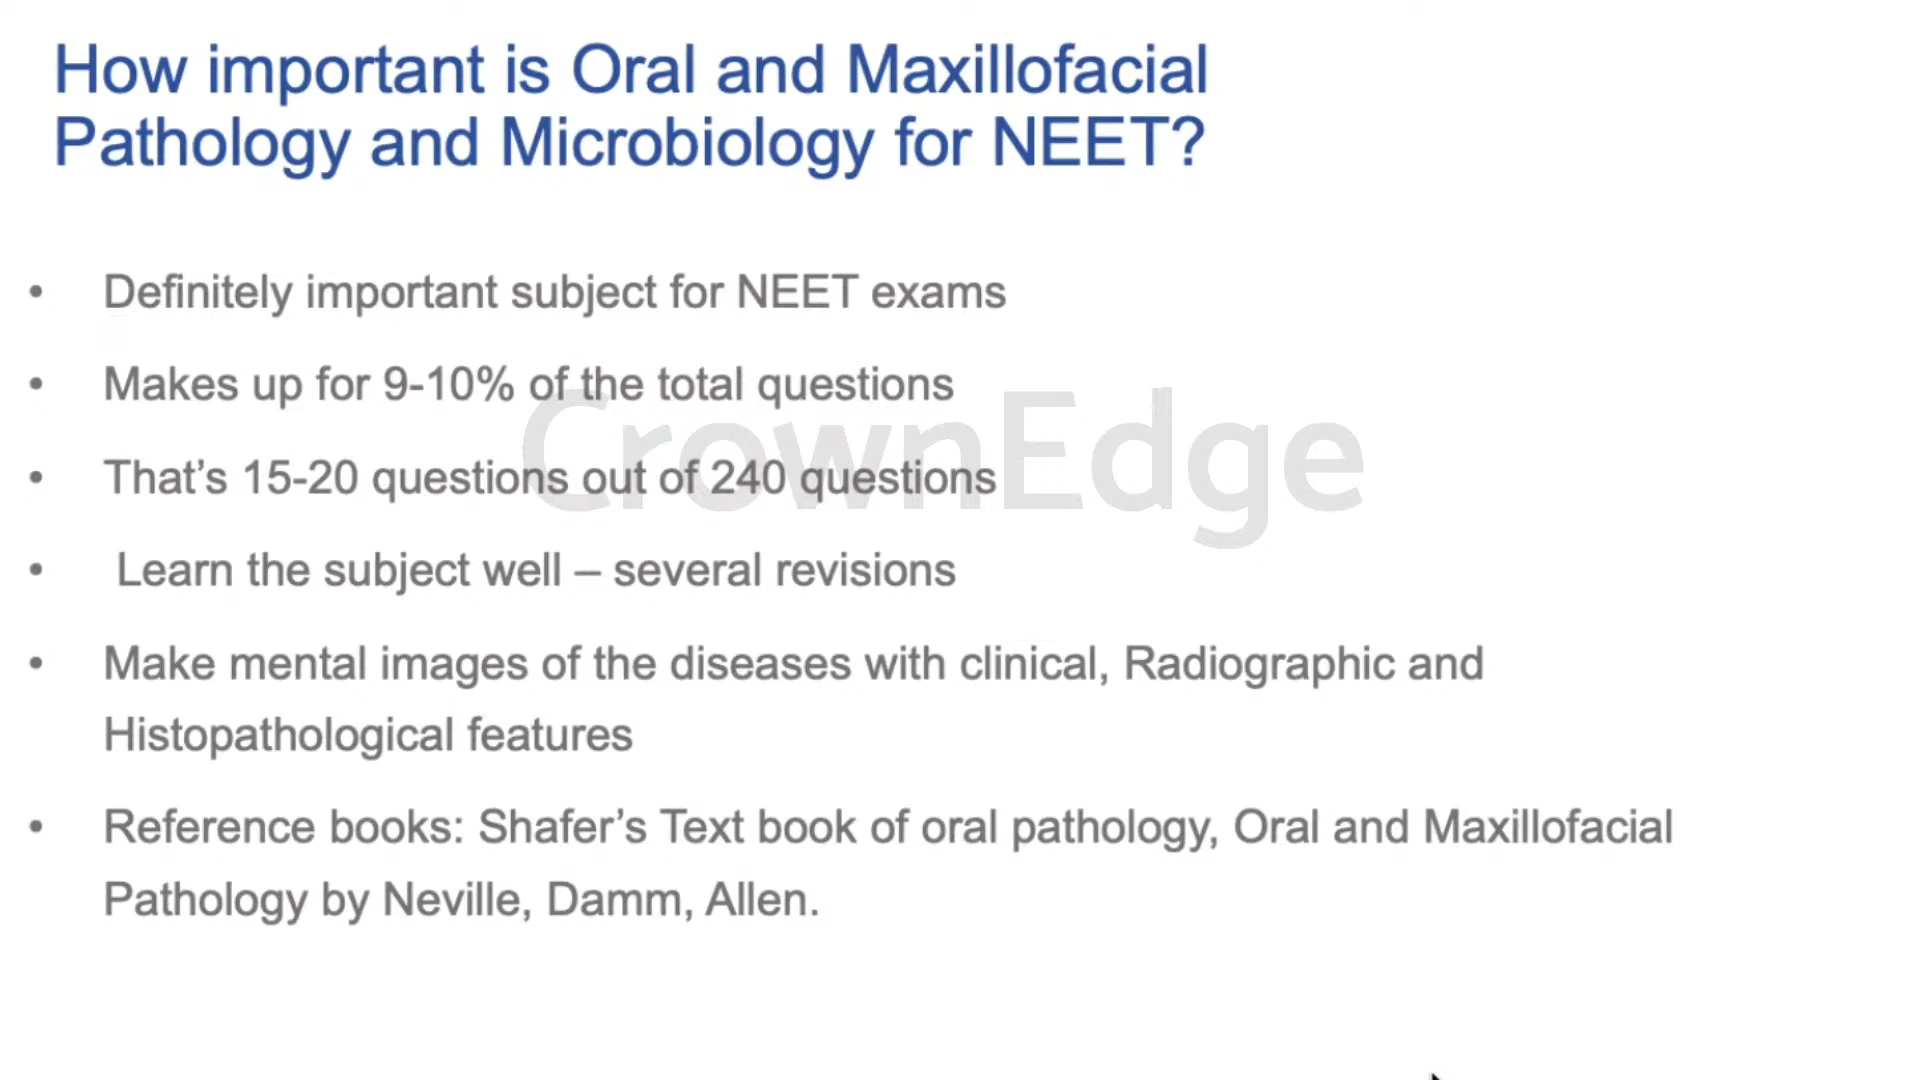 How important is Oral and Maxillofacial
Pathology and Microbiology for NEET?
• Definitely important subject for NEET exams
• Makes up for 9-10% of the total questions
• That’s 15-20 questions out of 240 questions
• Learn the subject well – several revisions
• Make mental images of the diseases with clinical, Radiographic and
Histopathological features
• Reference books: Shafer’s Text book of oral pathology, Oral and Maxillofacial
Pathology by Neville, Damm, Allen.
CrownEdge